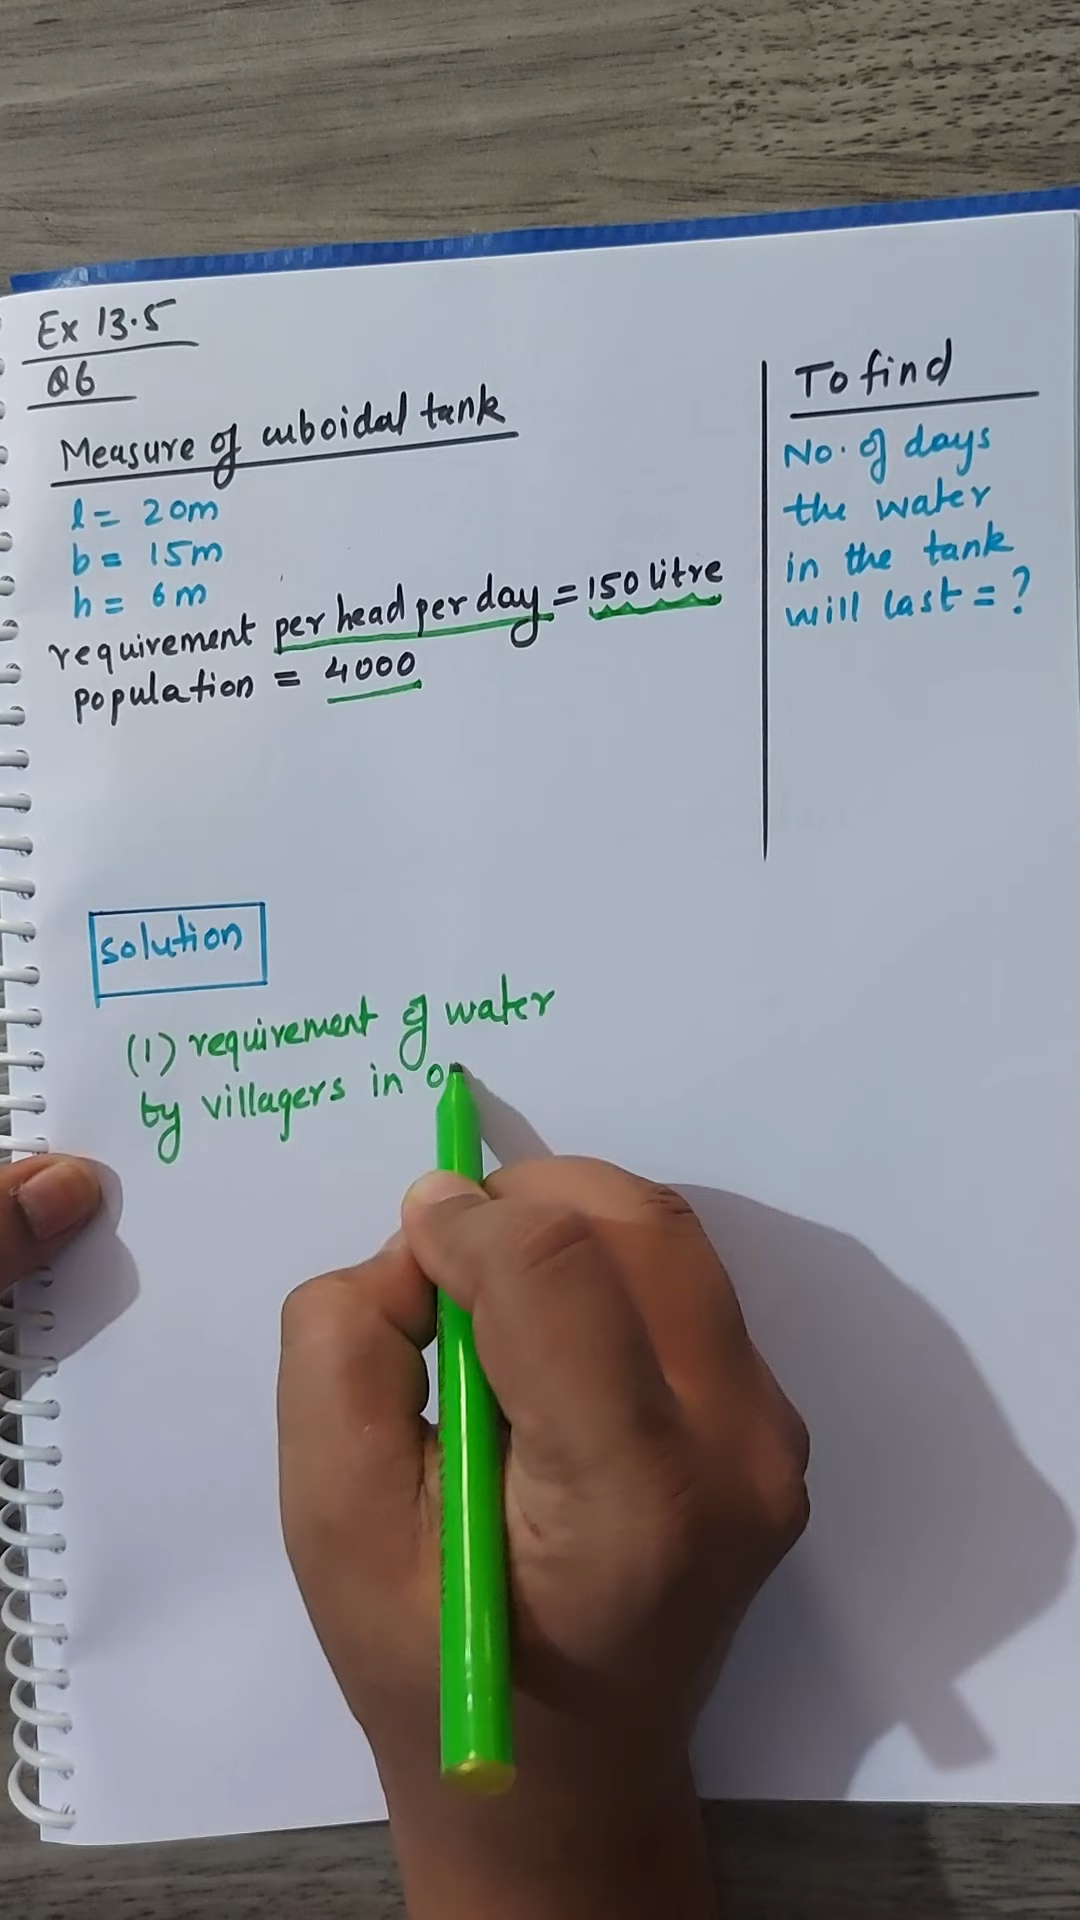 Ex 13.5
Q6
Measure of cuboidal tank
l = 20m
b = 15m
h = 6m
requirement per head per day = 150 litre
population = 4000
To find
No. of days
the water
in the tank
will last = ?
solution
(1) requirement of water
by villagers in